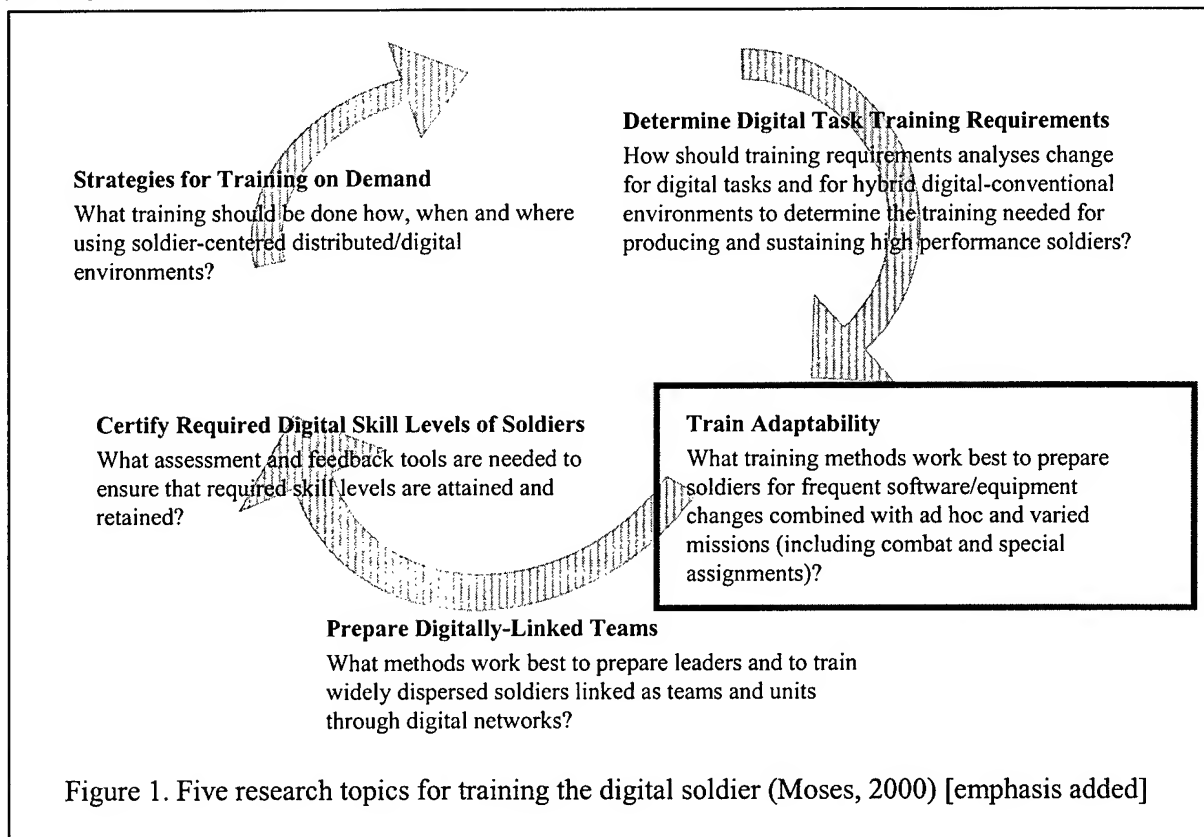 Strategies for Training on Demand
What training should be done how, when and where
using soldier-centered distributed/digital
environments?
Determine Digital Task Training Requirements
How should training requirements analyses change
for digital tasks and for hybrid digital-conventional
environments to determine the training needed for
producing and sustaining high performance soldiers?
Certify Required Digital Skill Levels of Soldiers
What assessment and feedback tools are needed to
ensure that required skill levels are attained and
retained?
Train Adaptability
What training methods work best to prepare
soldiers for frequent software/equipment
changes combined with ad hoc and varied
missions (including combat and special
assignments)?
Prepare Digitally-Linked Teams
What methods work best to prepare leaders and to train
widely dispersed soldiers linked as teams and units
through digital networks?
Figure 1. Five research topics for training the digital soldier (Moses, 2000) [emphasis added]